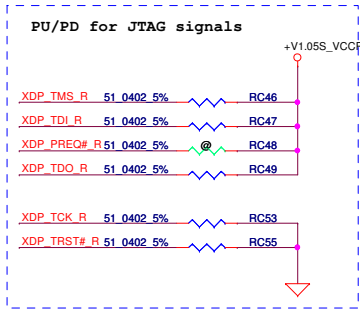 PU/PD for JTAG signals
+V1.05S_VCCP
XDP_TMS_R 51_0402_5% RC46
XDP_TDI_R 51_0402_5% RC47
XDP_PREQ#_R 51_0402_5% @ RC48
XDP_TDO_R 51_0402_5% RC49
XDP_TCK_R 51_0402_5% RC53
XDP_TRST#_R 51_0402_5% RC55